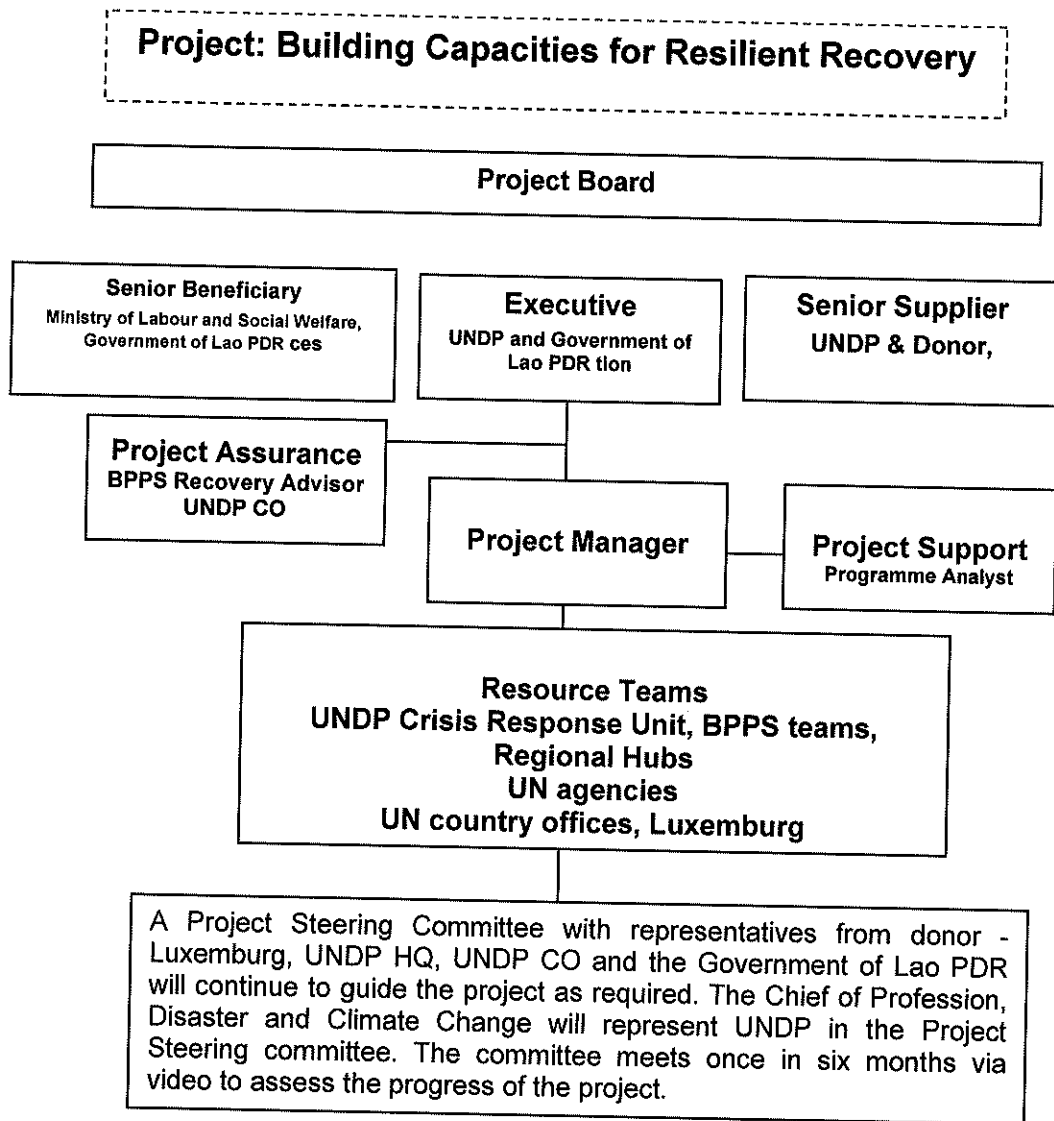 Project: Building Capacities for Resilient Recovery
Project Board
Senior Beneficiary
Ministry of Labour and Social Welfare,
Government of Lao PDR ces
Executive
UNDP and Government of
Lao PDR tion
Senior Supplier
UNDP & Donor,
Project Assurance
BPPS Recovery Advisor
UNDP CO
Project Manager
Project Support
Programme Analyst
Resource Teams
UNDP Crisis Response Unit, BPPS teams,
Regional Hubs
UN agencies
UN country offices, Luxemburg
A Project Steering Committee with representatives from donor -
Luxemburg, UNDP HQ, UNDP CO and the Government of Lao PDR
will continue to guide the project as required. The Chief of Profession,
Disaster and Climate Change will represent UNDP in the Project
Steering committee. The committee meets once in six months via
video to assess the progress of the project.